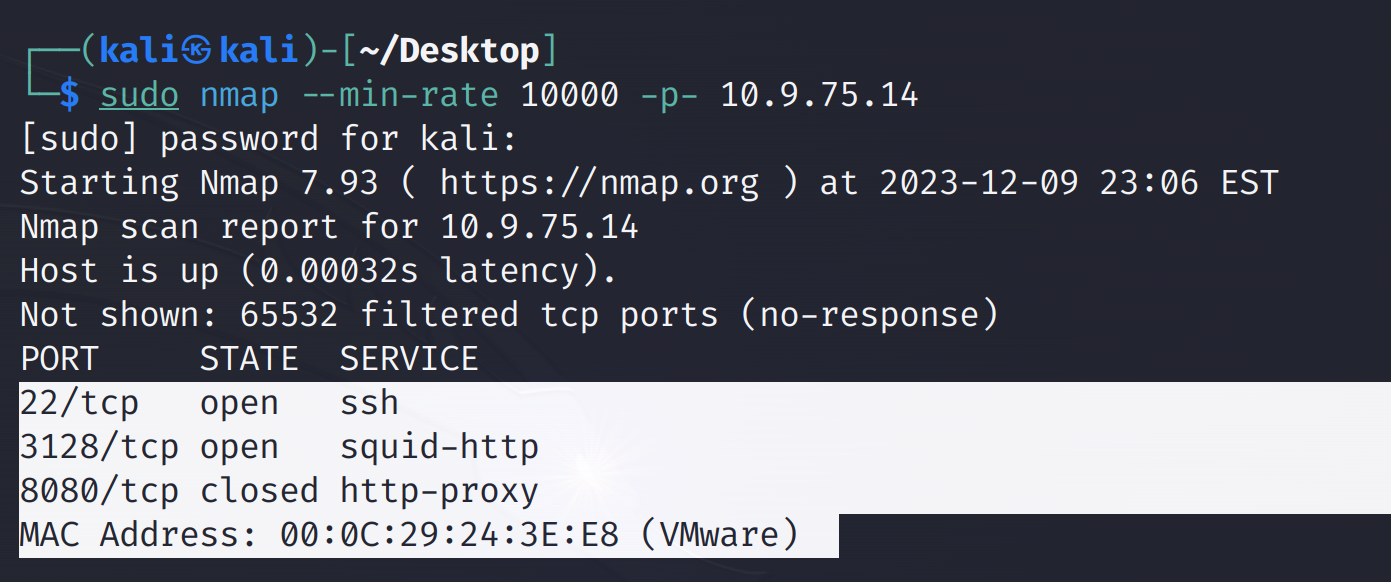 ┌──(kali㉿kali)-[~/Desktop]
└─$ sudo nmap --min-rate 10000 -p- 10.9.75.14
[sudo] password for kali:
Starting Nmap 7.93 ( https://nmap.org ) at 2023-12-09 23:06 EST
Nmap scan report for 10.9.75.14
Host is up (0.00032s latency).
Not shown: 65532 filtered tcp ports (no-response)
PORT     STATE  SERVICE
22/tcp   open   ssh
3128/tcp open   squid-http
8080/tcp closed http-proxy
MAC Address: 00:0C:29:24:3E:E8 (VMware)